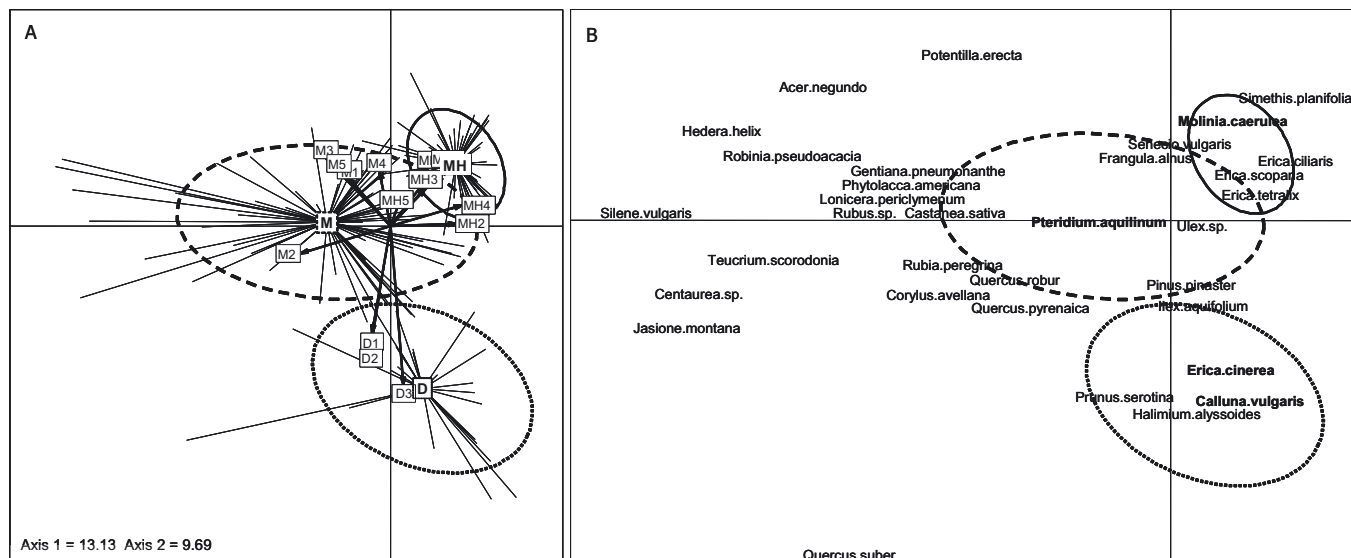 A
M3
M5
M1
M4
MH
MH3
MH5
MH4
MH2
M
M2
D1
D2
D3
D
Axis 1 = 13.13 Axis 2 = 9.69
B
Potentilla.erecta
Acer.negundo
Simethis.planifolia
Hedera.helix
Molinia.caerulea
Senecio.vulgaris
Robinia.pseudoacacia
Frangula.alnus
Erica.ciliaris
Gentiana.pneumonanthe
Erica.scoparia
Phytolacca.americana
Lonicera.periclymenum
Erica.tetralix
Silene.vulgaris
Rubus.sp.
Castanea.sativa
Pteridium.aquilinum
Ulex.sp.
Teucrium.scorodonia
Rubia.peregrina
Quercus.robur
Pinus.pinaster
Centaurea.sp.
Corylus.avellana
Quercus.pyrenaica
Ilex.aquifolium
Jasione.montana
Erica.cinerea
Prunus.serotina
Calluna.vulgaris
Halimium.alyssoides
Quercus.suber